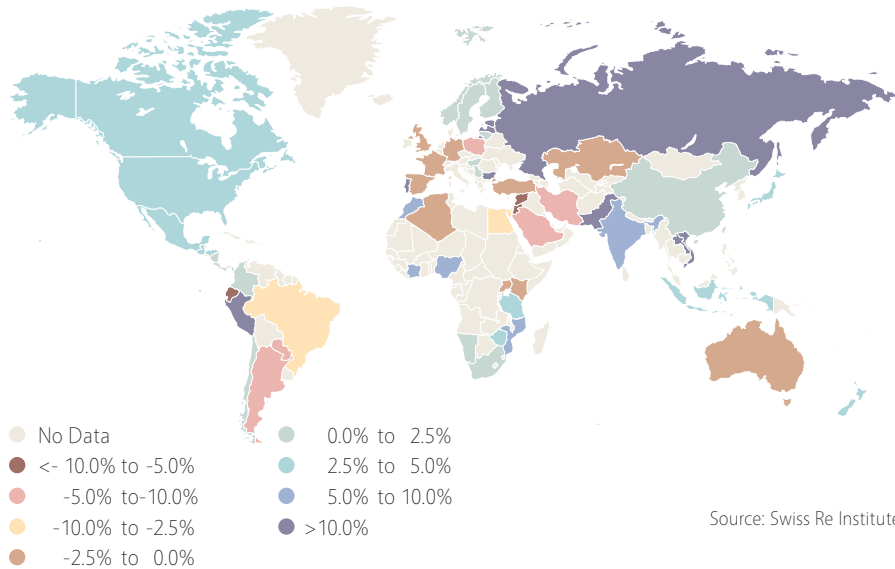 No Data
<- 10.0% to -5.0%
-5.0% to-10.0%
-10.0% to -2.5%
-2.5% to 0.0%
0.0% to 2.5%
2.5% to 5.0%
5.0% to 10.0%
>10.0%
Source: Swiss Re Institute